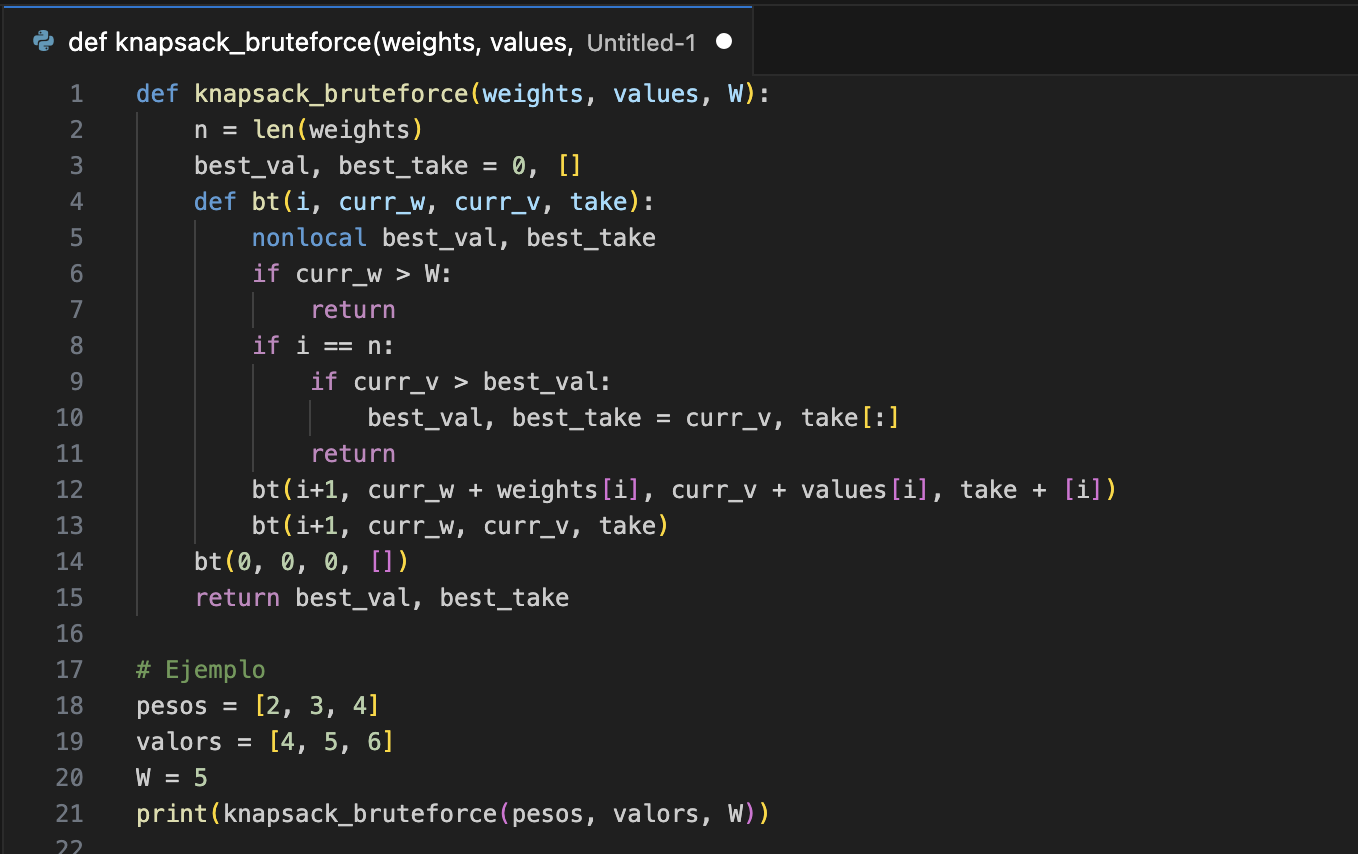 def knapsack_bruteforce(weights, values, Untitled-1
1 def knapsack_bruteforce(weights, values, W):
2     n = len(weights)
3     best_val, best_take = 0, []
4     def bt(i, curr_w, curr_v, take):
5         nonlocal best_val, best_take
6         if curr_w > W:
7             return
8         if i == n:
9             if curr_v > best_val:
10                 best_val, best_take = curr_v, take[:]
11             return
12         bt(i+1, curr_w + weights[i], curr_v + values[i], take + [i])
13         bt(i+1, curr_w, curr_v, take)
14     bt(0, 0, 0, [])
15     return best_val, best_take
16
17 # Ejemplo
18 pesos = [2, 3, 4]
19 valors = [4, 5, 6]
20 W = 5
21 print(knapsack_bruteforce(pesos, valors, W))
22